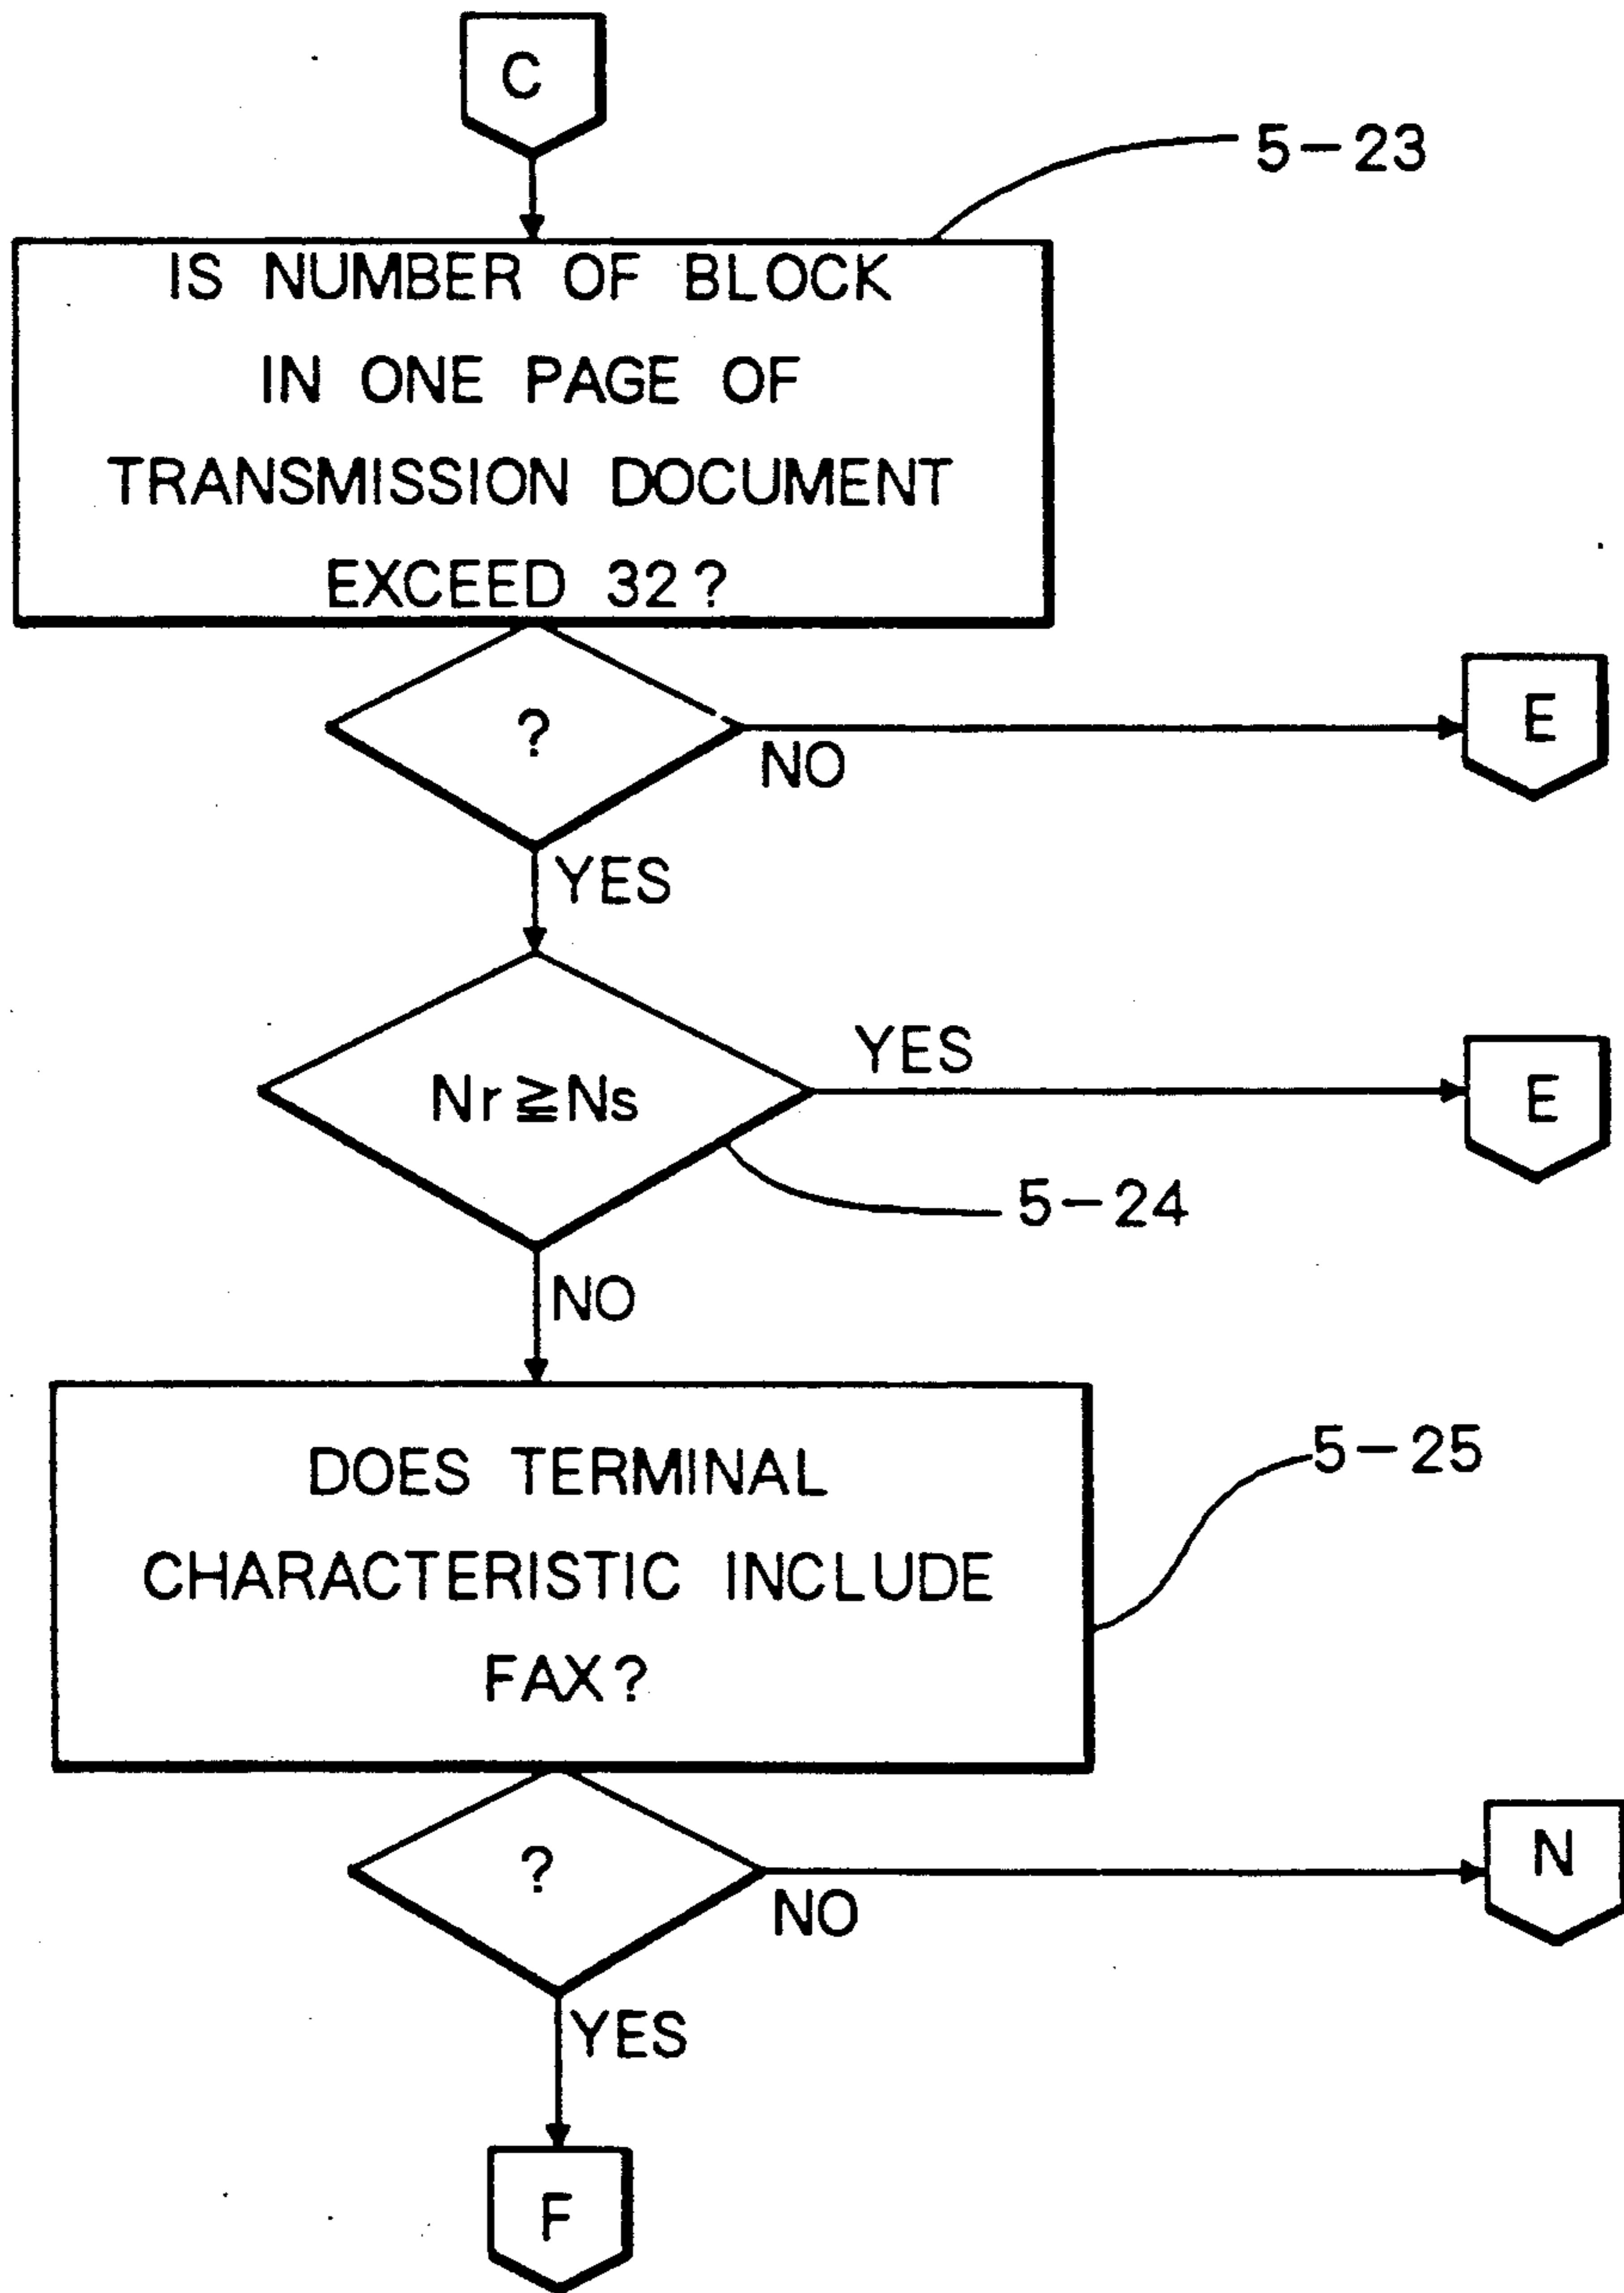 C
5-23
IS NUMBER OF BLOCK
IN ONE PAGE OF
TRANSMISSION DOCUMENT
EXCEED 32?
?
NO
E
YES
Nr≧Ns
YES
E
5-24
NO
DOES TERMINAL
CHARACTERISTIC INCLUDE
FAX?
5-25
?
NO
N
YES
F